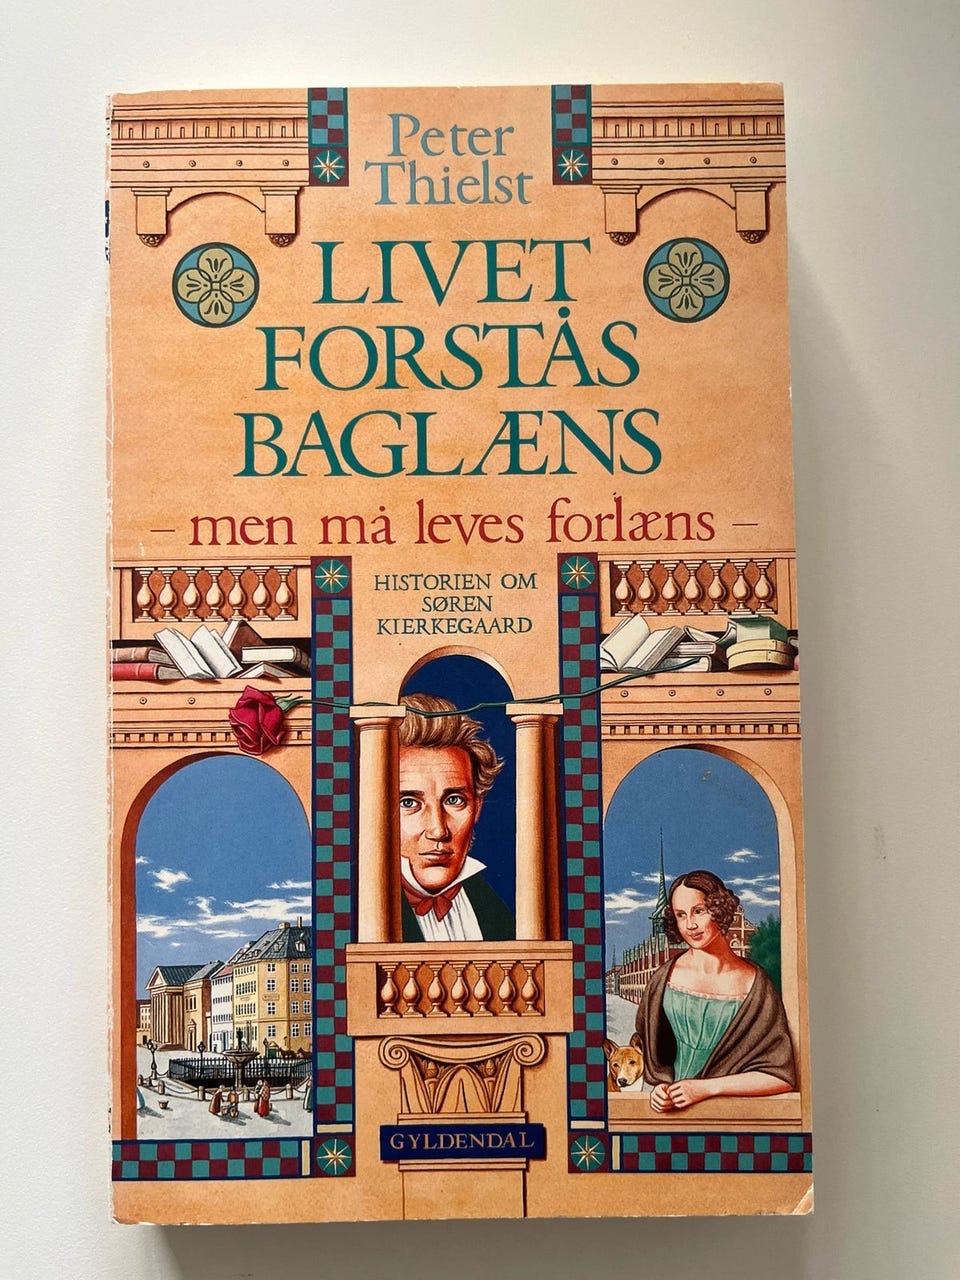 Peter
Thielst
LIVET
FORSTÅS
BAGLÆNS
– men må leves forlæns –
HISTORIEN OM
SØREN
KIERKEGAARD
GYLDENDAL